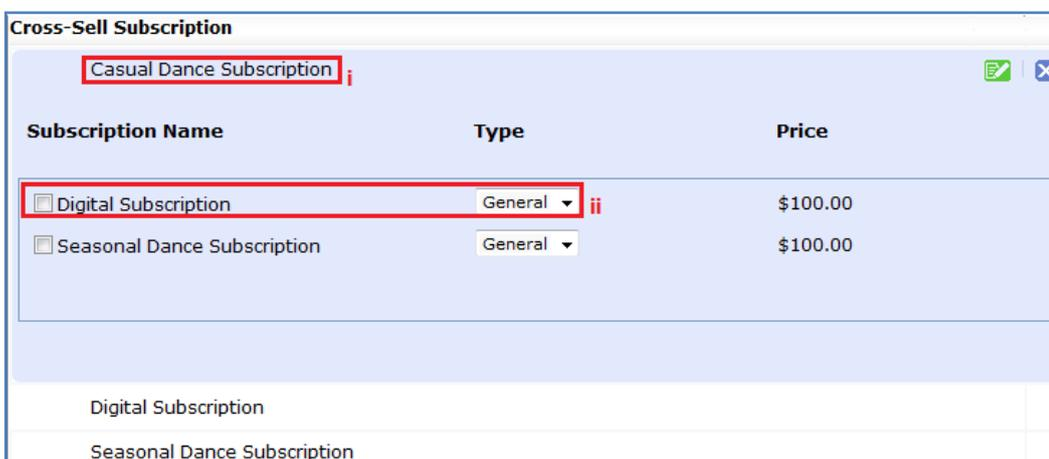 Cross-Sell Subscription
Casual Dance Subscription i
Subscription Name Type Price
Digital Subscription General ii $100.00
Seasonal Dance Subscription General $100.00
Digital Subscription
Seasonal Dance Subscription